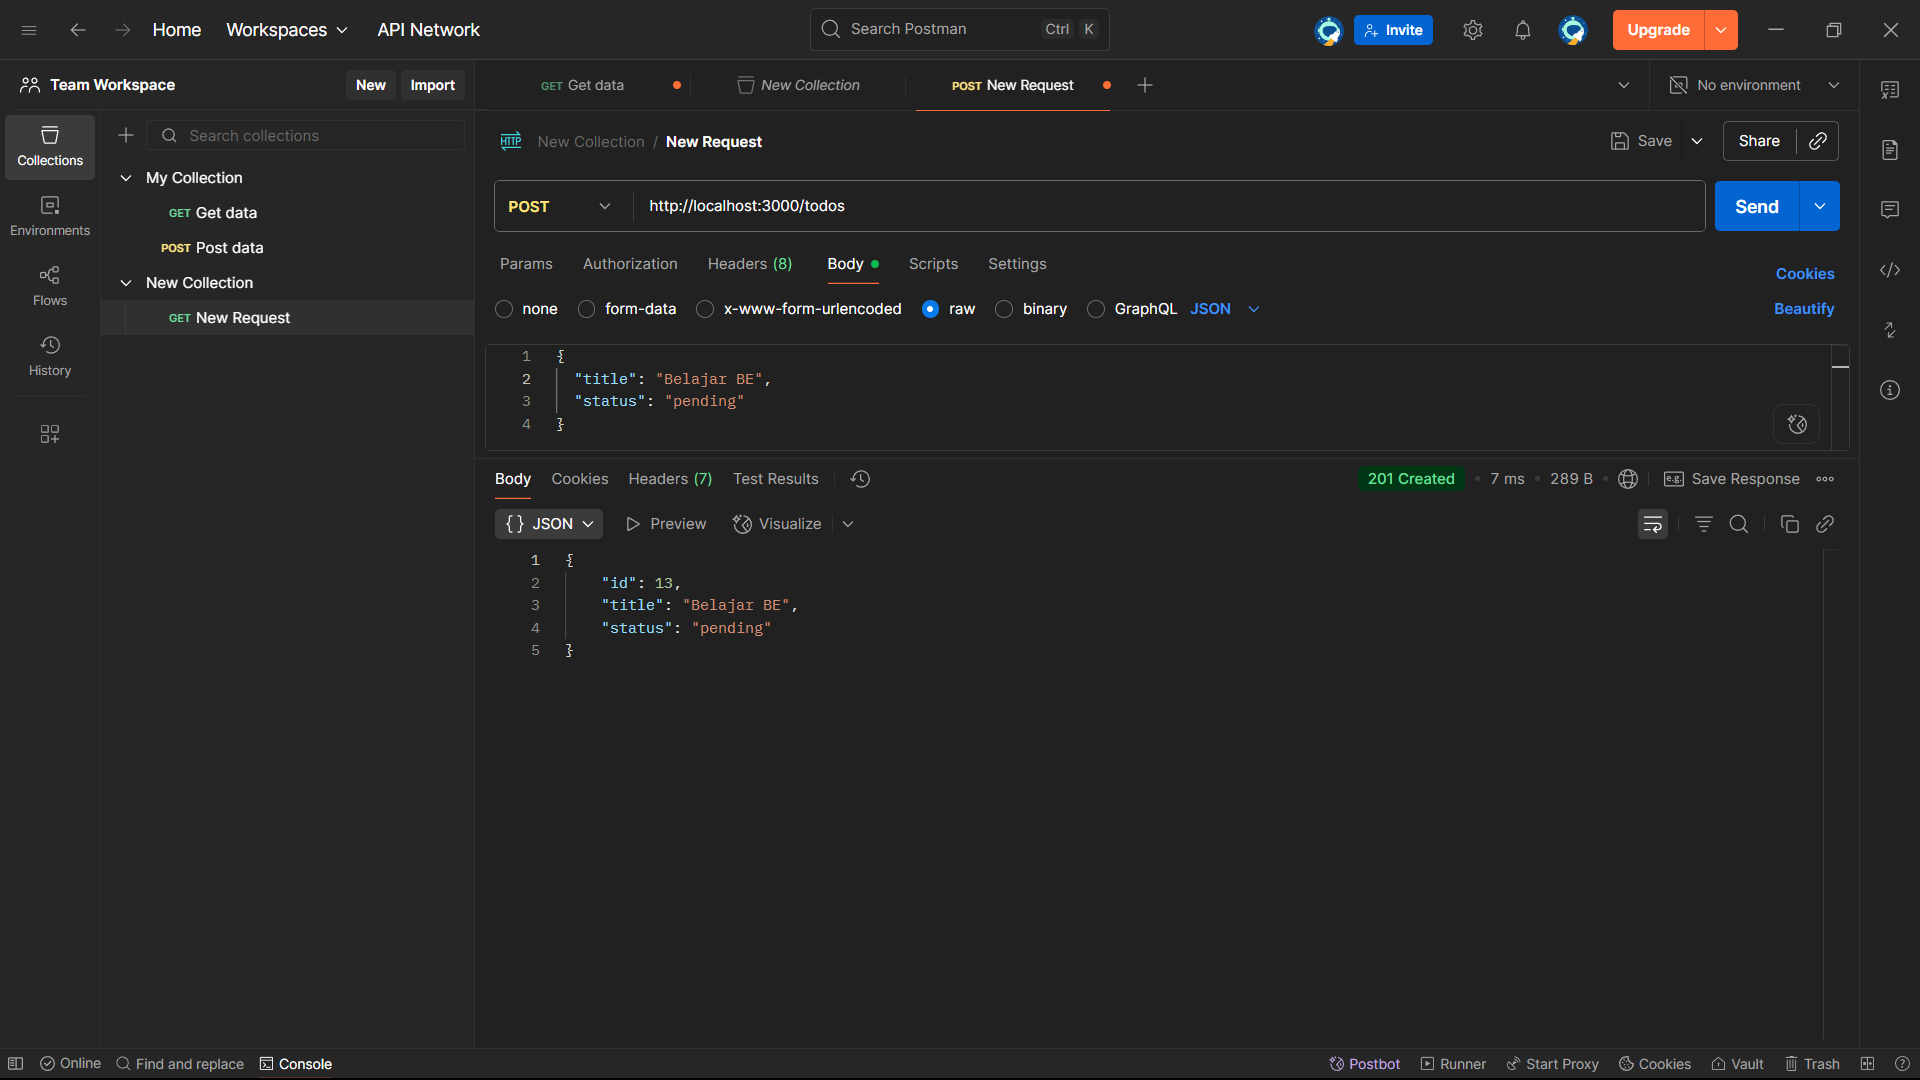 Home Workspaces API Network Search Postman Ctrl K Invite Upgrade
Team Workspace New Import
GET Get data New Collection POST New Request No environment
Collections
Environments
Flows
History
Search collections
My Collection
GET Get data
POST Post data
New Collection
GET New Request
HTTP New Collection / New Request Save Share
POST http://localhost:3000/todos Send
Params Authorization Headers (8) Body Scripts Settings Cookies
none form-data x-www-form-urlencoded raw binary GraphQL JSON Beautify
1 {
2 "title": "Belajar BE",
3 "status": "pending"
4 }
Body Cookies Headers (7) Test Results 201 Created • 7 ms • 289 B • e.g. Save Response
{} JSON Preview Visualize
1 {
2 "id": 13,
3 "title": "Belajar BE",
4 "status": "pending"
5 }
Online Find and replace Console Postbot Runner Start Proxy Cookies Vault Trash